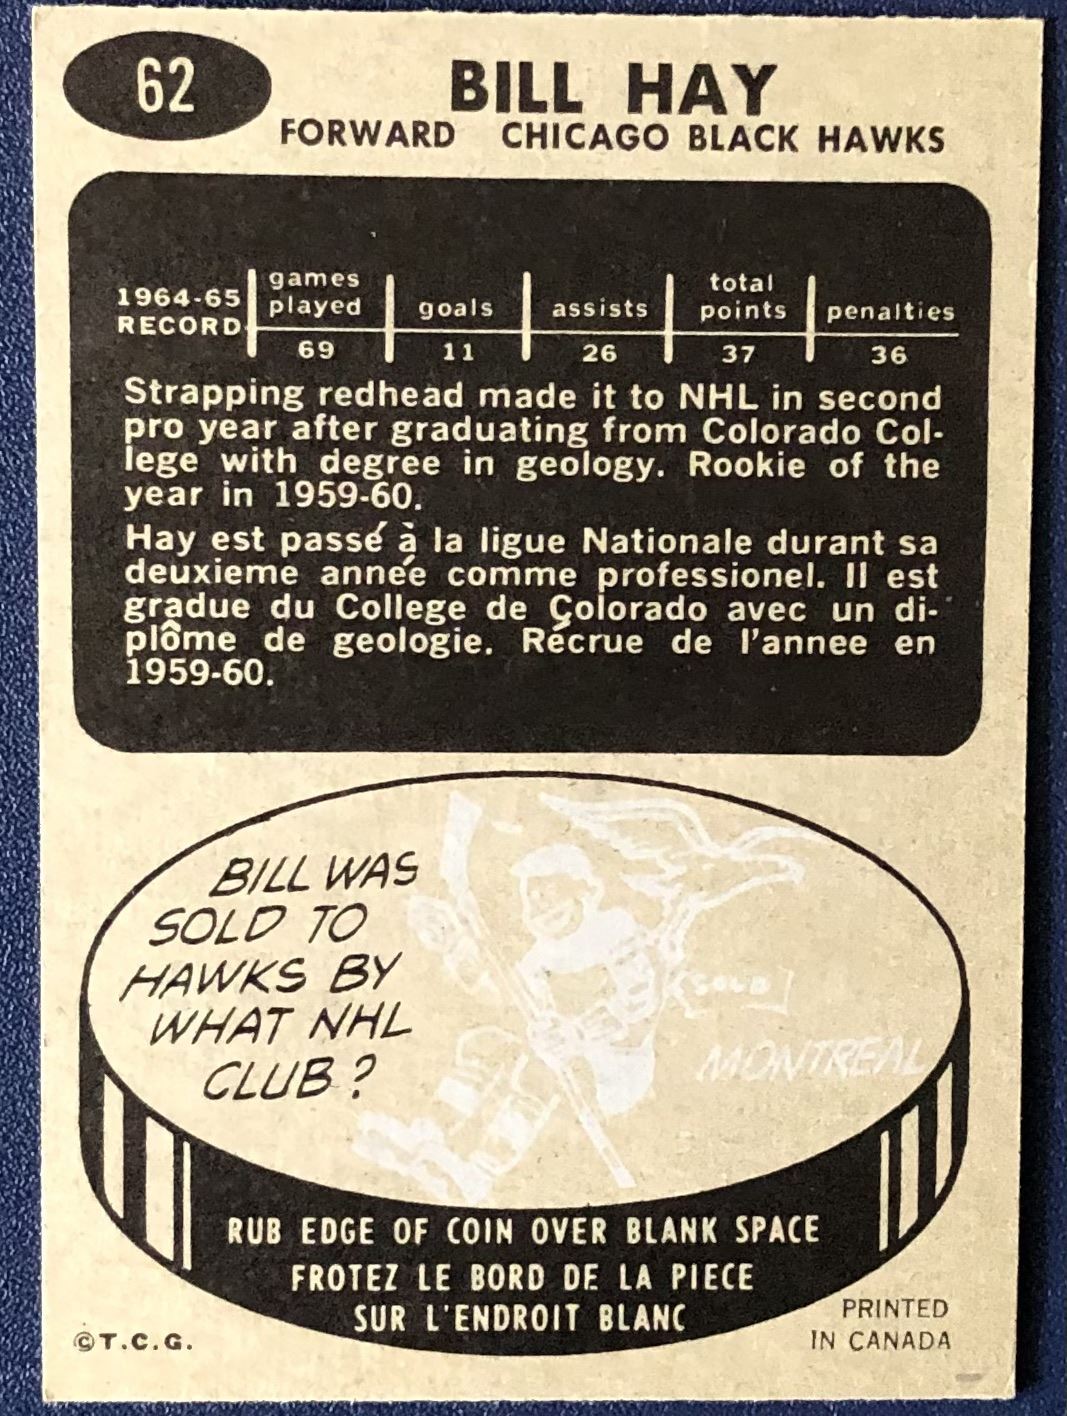 62
BILL HAY
FORWARD CHICAGO BLACK HAWKS
1964-65 RECORD games played goals assists total points penalties
69 11 26 37 36
Strapping redhead made it to NHL in second
pro year after graduating from Colorado Col-
lege with degree in geology. Rookie of the
year in 1959-60.
Hay est passé à la ligue Nationale durant sa
deuxieme année comme professionel. Il est
gradue du College de Colorado avec un di-
plôme de geologie. Récrue de l'annee en
1959-60.
BILL WAS
SOLD TO
HAWKS BY
WHAT NHL
CLUB?
SOLD
MONTREAL
RUB EDGE OF COIN OVER BLANK SPACE
FROTEZ LE BORD DE LA PIECE
SUR L'ENDROIT BLANC
©T.C.G.
PRINTED
IN CANADA